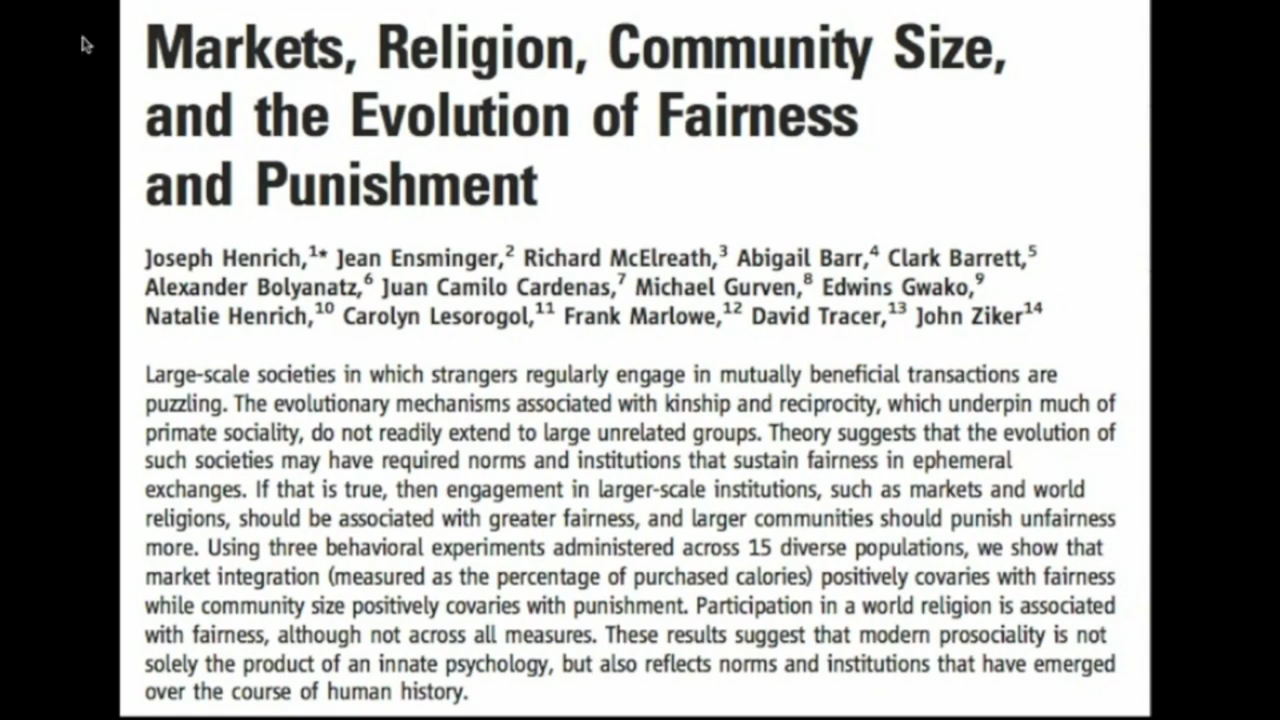 Markets, Religion, Community Size,
and the Evolution of Fairness
and Punishment
Joseph Henrich,1* Jean Ensminger,2 Richard McElreath,3 Abigail Barr,4 Clark Barrett,5
Alexander Bolyanatz,6 Juan Camilo Cardenas,7 Michael Gurven,8 Edwins Gwako,9
Natalie Henrich,10 Carolyn Lesorogol,11 Frank Marlowe,12 David Tracer,13 John Ziker14
Large-scale societies in which strangers regularly engage in mutually beneficial transactions are
puzzling. The evolutionary mechanisms associated with kinship and reciprocity, which underpin much of
primate sociality, do not readily extend to large unrelated groups. Theory suggests that the evolution of
such societies may have required norms and institutions that sustain fairness in ephemeral
exchanges. If that is true, then engagement in larger-scale institutions, such as markets and world
religions, should be associated with greater fairness, and larger communities should punish unfairness
more. Using three behavioral experiments administered across 15 diverse populations, we show that
market integration (measured as the percentage of purchased calories) positively covaries with fairness
while community size positively covaries with punishment. Participation in a world religion is associated
with fairness, although not across all measures. These results suggest that modern prosociality is not
solely the product of an innate psychology, but also reflects norms and institutions that have emerged
over the course of human history.